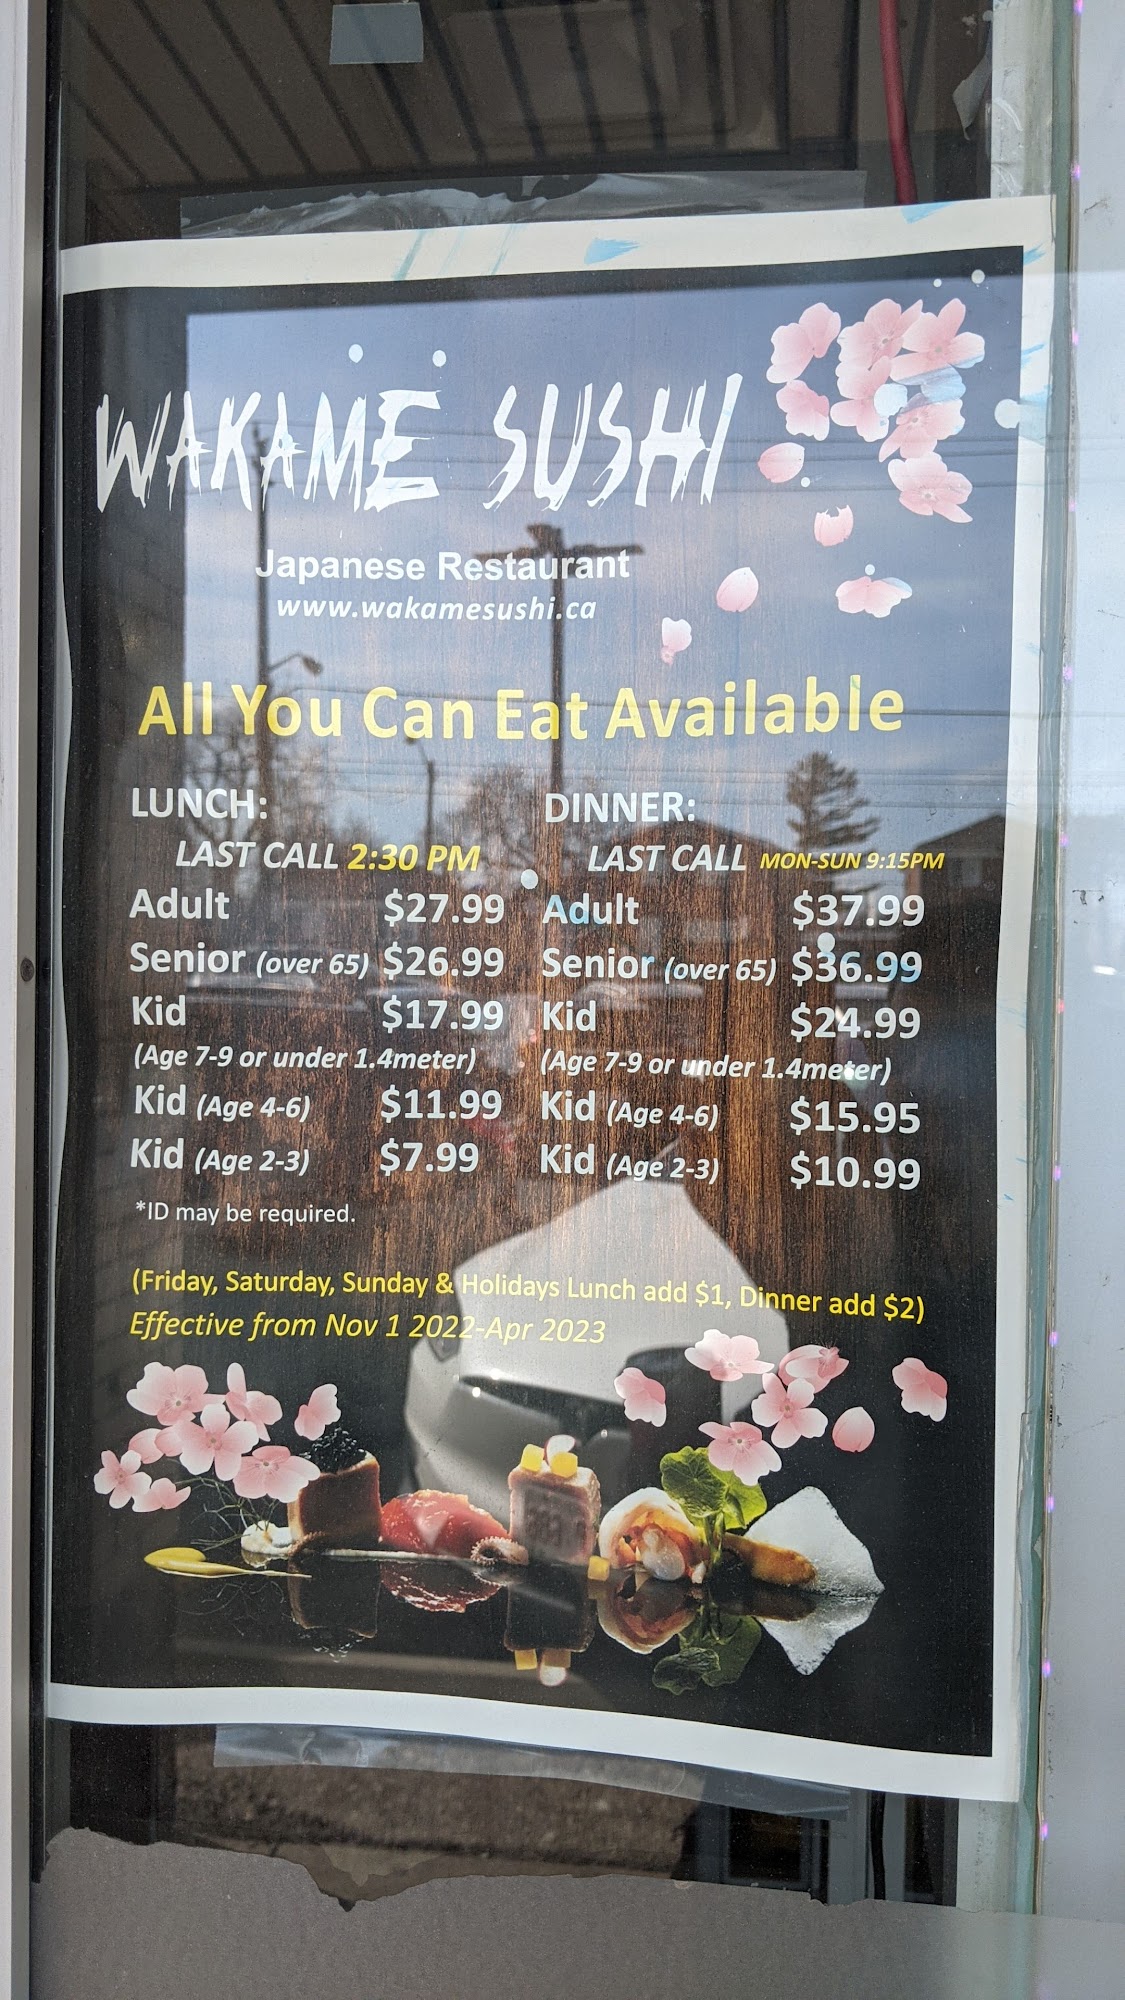 WAKAME SUSHI
Japanese Restaurant
www.wakamesushi.ca
All You Can Eat Available
LUNCH:
LAST CALL 2:30 PM
Adult $27.99
Senior (over 65) $26.99
Kid $17.99
(Age 7-9 or under 1.4meter)
Kid (Age 4-6) $11.99
Kid (Age 2-3) $7.99
*ID may be required.
DINNER:
LAST CALL MON-SUN 9:15PM
Adult $37.99
Senior (over 65) $36.99
Kid $24.99
(Age 7-9 or under 1.4meter)
Kid (Age 4-6) $15.95
Kid (Age 2-3) $10.99
(Friday, Saturday, Sunday & Holidays Lunch add $1, Dinner add $2)
Effective from Nov 1 2022-Apr 2023